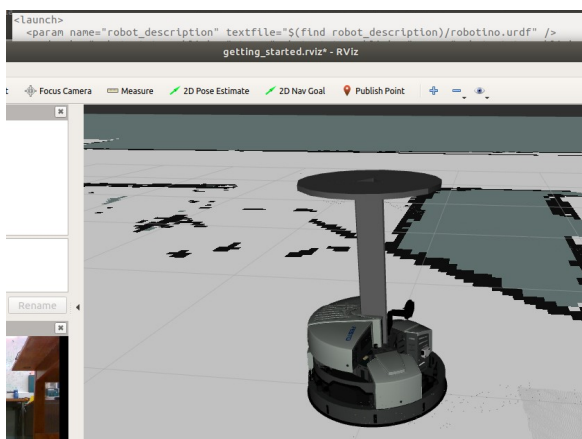 <launch>
<param name="robot_description" textfile="$(find robot_description)/robotino.urdf" />
getting_started.rviz* - RViz
Focus Camera Measure 2D Pose Estimate 2D Nav Goal Publish Point
Rename